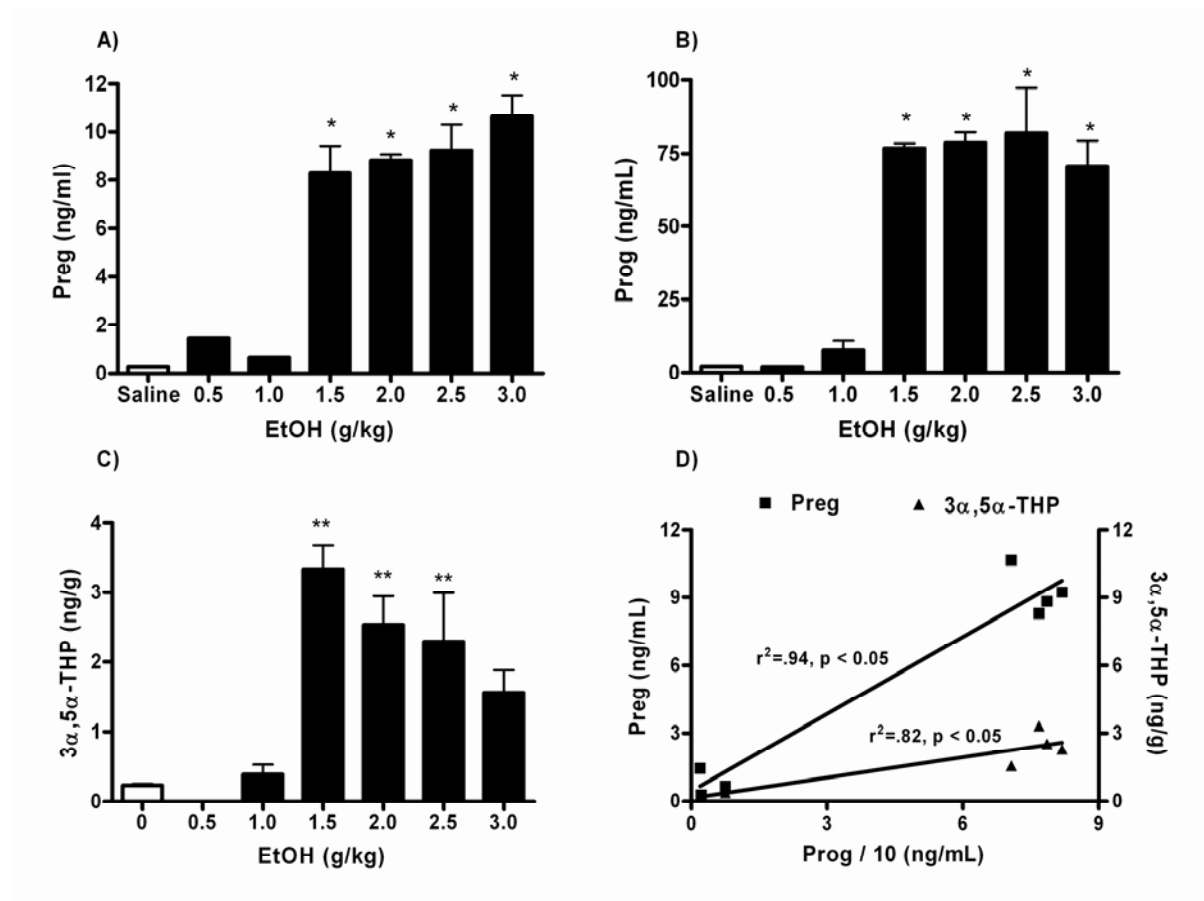 A)
Preg (ng/ml)
12
10
8
6
4
2
0
* * * *
Saline 0.5 1.0 1.5 2.0 2.5 3.0
EtOH (g/kg)
B)
Prog (ng/mL)
100
75
50
25
0
* * * *
Saline 0.5 1.0 1.5 2.0 2.5 3.0
EtOH (g/kg)
C)
3α,5α-THP (ng/g)
4
3
2
1
0
** ** **
0 0.5 1.0 1.5 2.0 2.5 3.0
EtOH (g/kg)
D)
Preg 3α,5α-THP
Preg (ng/mL)
12
9
6
3
0
r²=.94, p < 0.05
r²=.82, p < 0.05
12
9
6
3
0
3α,5α-THP (ng/g)
0 3 6 9
Prog / 10 (ng/mL)